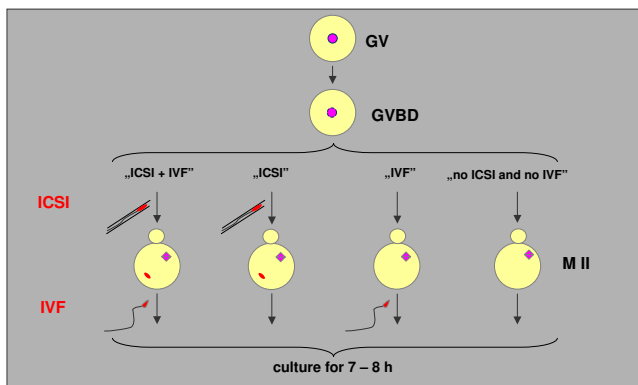 GV
GVBD
„ICSI + IVF”
„ICSI”
„IVF”
„no ICSI and no IVF”
ICSI
M II
IVF
culture for 7 – 8 h